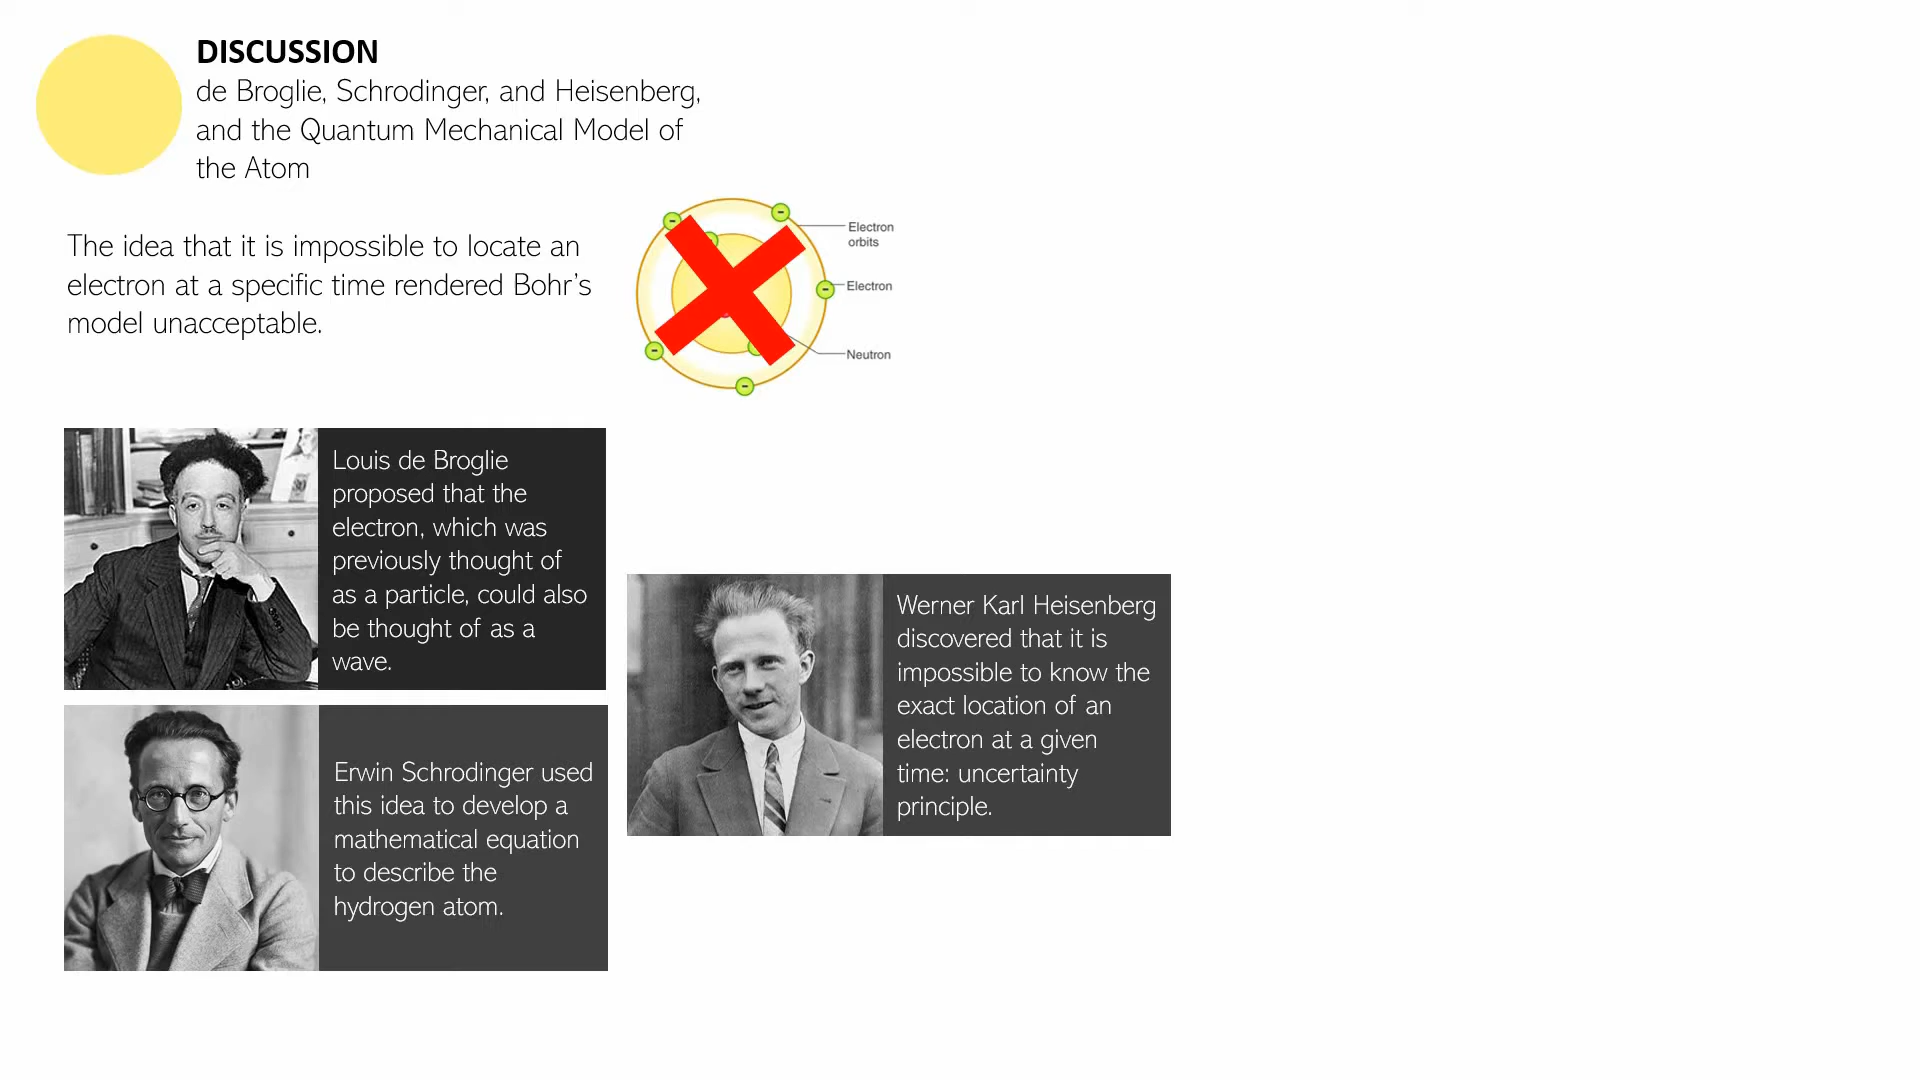 DISCUSSION
de Broglie, Schrodinger, and Heisenberg,
and the Quantum Mechanical Model of
the Atom
The idea that it is impossible to locate an
electron at a specific time rendered Bohr's
model unacceptable.
Electron
orbits
Electron
Neutron
Louis de Broglie
proposed that the
electron, which was
previously thought of
as a particle, could also
be thought of as a
wave.
Erwin Schrodinger used
this idea to develop a
mathematical equation
to describe the
hydrogen atom.
Werner Karl Heisenberg
discovered that it is
impossible to know the
exact location of an
electron at a given
time: uncertainty
principle.